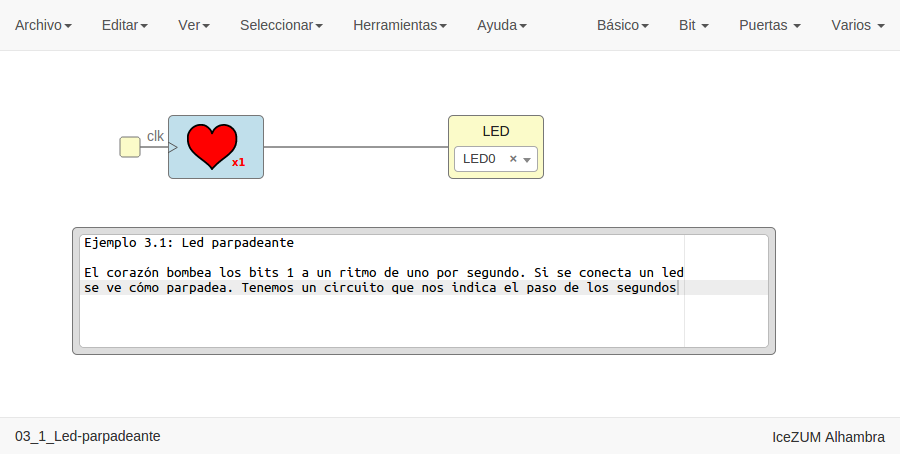 Archivo Editar Ver Seleccionar Herramientas Ayuda Básico Bit Puertas Varios
clk
x1
LED
LED0 ×
Ejemplo 3.1: Led parpadeante
El corazón bombea los bits 1 a un ritmo de uno por segundo. Si se conecta un led
se ve cómo parpadea. Tenemos un circuito que nos indica el paso de los segundos
03_1_Led-parpadeante IceZUM Alhambra